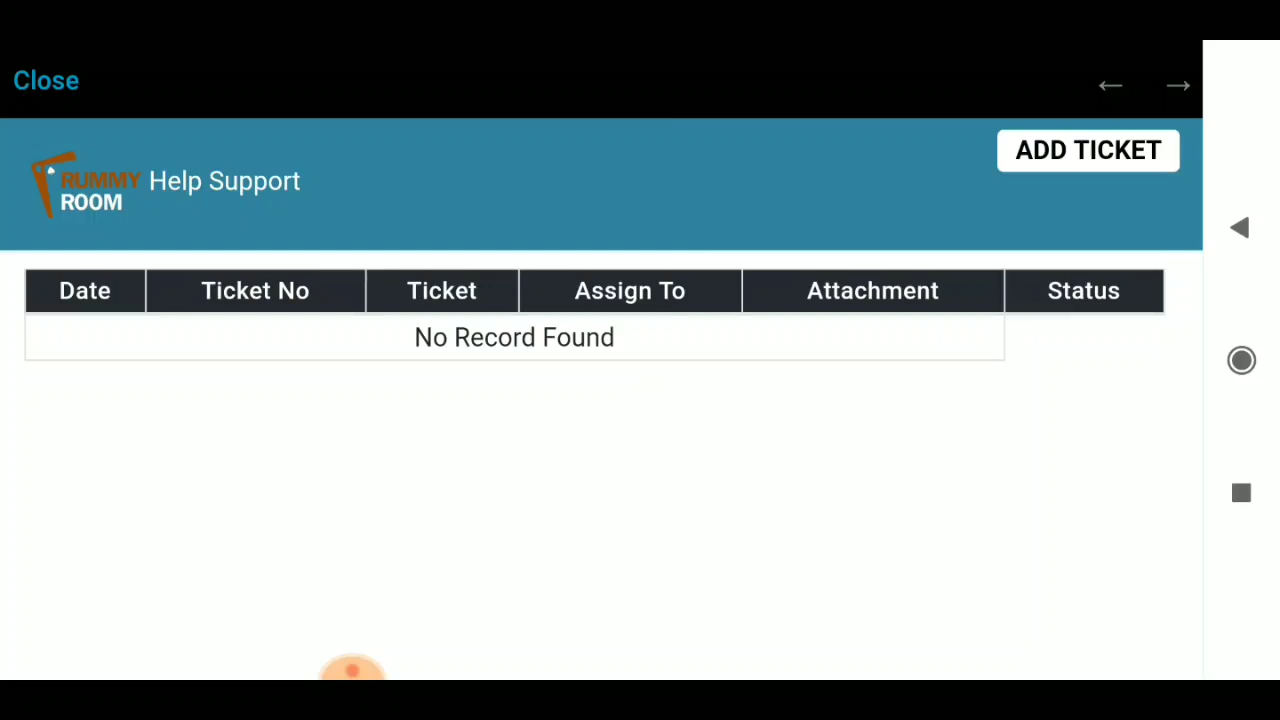 Close
← →
ADD TICKET
RUMMY
ROOM
Help Support
Date Ticket No Ticket Assign To Attachment Status
No Record Found